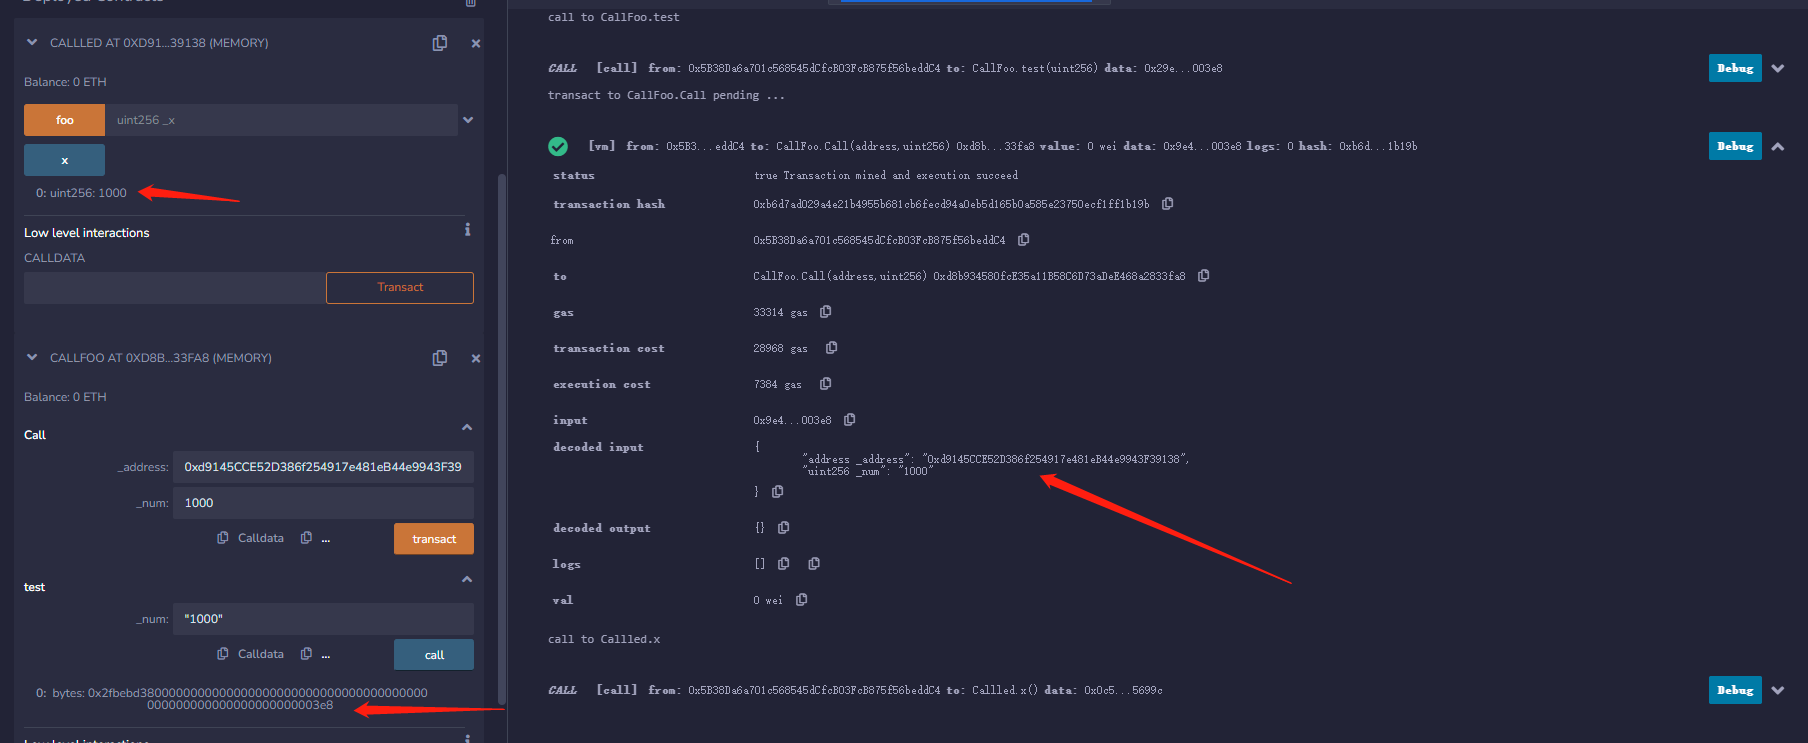 CALLLED AT 0XD91...39138 (MEMORY)
Balance: 0 ETH
foo
uint256 _x
x
0: uint256: 1000
Low level interactions
CALLDATA
Transact
CALLFOO AT 0XD8B...33FA8 (MEMORY)
Balance: 0 ETH
Call
_address: 0xd9145CCE52D386f254917e481eB44e9943F39
_num: 1000
Calldata ... transact
test
_num: "1000"
Calldata ... call
call to CallFoo.test
CALL [call] from: 0x5B38Da6a701c568545dCfcB03FcB875f56beddC4 to: CallFoo.test(uint256) data: 0x29e...003e8 Debug
transact to CallFoo.Call pending ...
[vm] from: 0x5B3...eddC4 to: CallFoo.Call(address,uint256) 0xd8b...33fa8 value: 0 wei data: 0x9e4...003e8 logs: 0 hash: 0xb6d...1b19b Debug
status true Transaction mined and execution succeed
transaction hash 0xb6d7ad029a4e21b4955b681cb6fecd94a0eb5d165b0a585e23750ecf1ff1b19b
from 0x5B38Da6a701c568545dCfcB03FcB875f56beddC4
to CallFoo.Call(address,uint256) 0xd8b934580fcE35a11B58C6D73aDeE468a2833fa8
gas 33314 gas
transaction cost 28968 gas
execution cost 7384 gas
input 0x9e4...003e8
decoded input {
"address _address": "0xd9145CCE52D386f254917e481eB44e9943F39138",
"uint256 _num": "1000"
}
decoded output {}
logs []
val 0 wei
call to Callled.x
CALL [call] from: 0x5B38Da6a701c568545dCfcB03FcB875f56beddC4 to: Callled.x() data: 0x0c5...5699c Debug